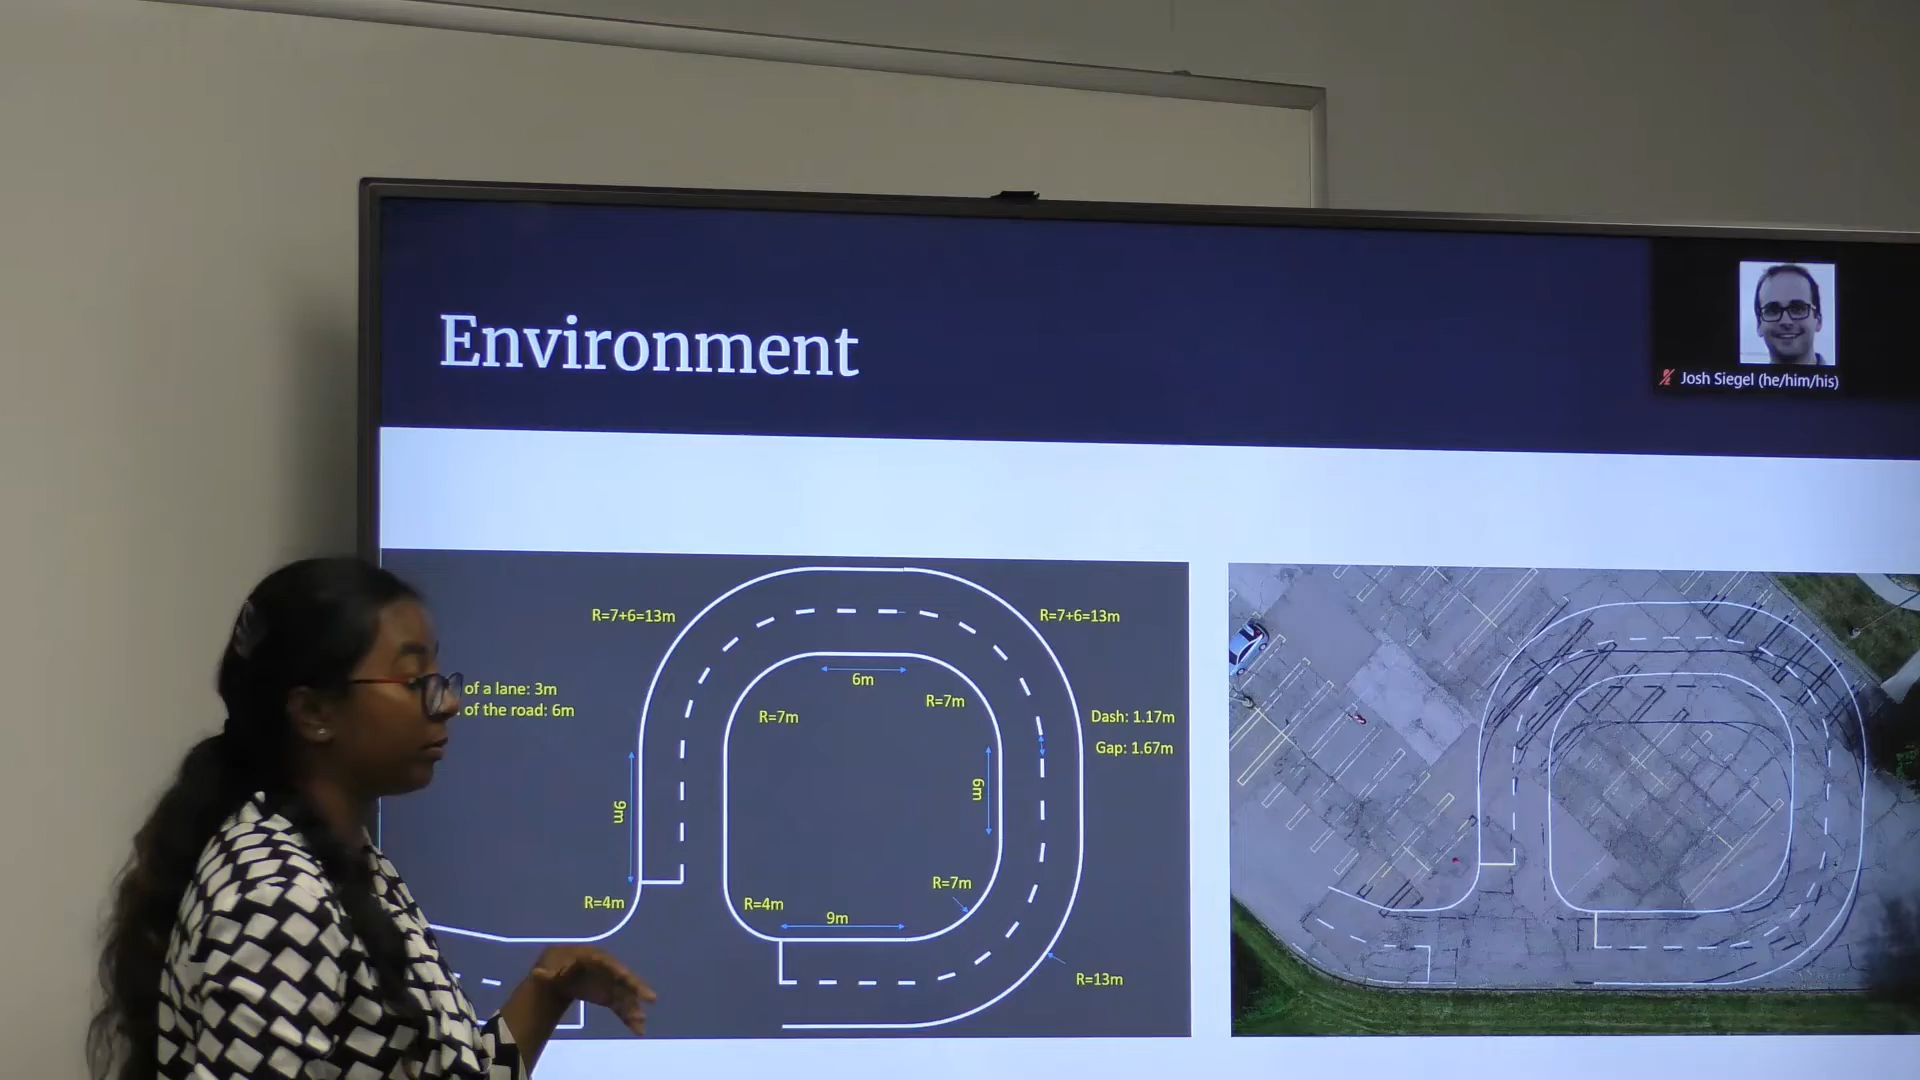 Environment
Josh Siegel (he/him/his)
R=7+6=13m
R=7+6=13m
6m
of a lane: 3m
of the road: 6m
R=7m
R=7m
Dash: 1.17m
Gap: 1.67m
9m
6m
R=7m
R=4m
R=4m
9m
R=13m